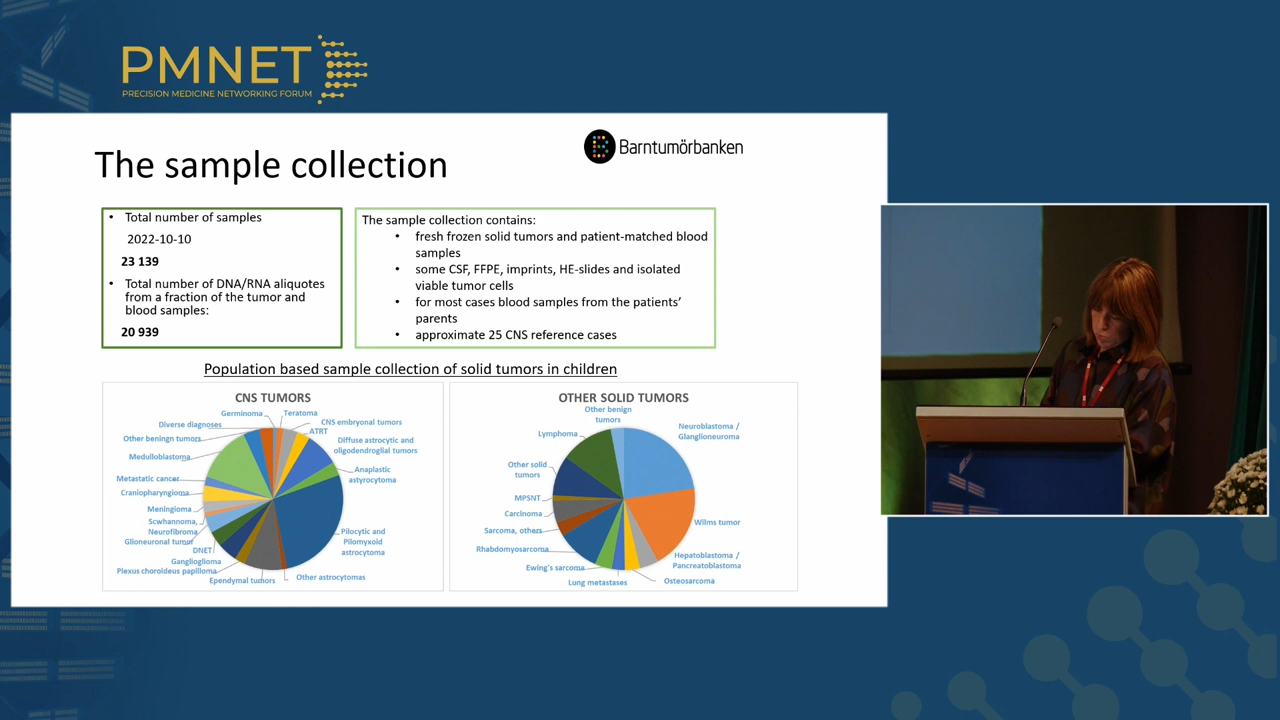 PMNET
PRECISION MEDICINE NETWORKING FORUM
The sample collection
Barntumörbanken
• Total number of samples
2022-10-10
23 139
• Total number of DNA/RNA aliquotes
from a fraction of the tumor and
blood samples:
20 939
The sample collection contains:
• fresh frozen solid tumors and patient-matched blood
samples
• some CSF, FFPE, imprints, HE-slides and isolated
viable tumor cells
• for most cases blood samples from the patients’
parents
• approximate 25 CNS reference cases
Population based sample collection of solid tumors in children
CNS TUMORS
Germinoma
Teratoma
Diverse diagnoses
CNS embryonal tumors
ATRT
Other beningn tumors
Diffuse astrocytic and
oligodendroglial tumors
Medulloblastoma
Anaplastic
astyrocytoma
Metastatic cancer
Craniopharyngioma
Meningioma
Scwhannoma,
Neurofibroma
Glioneuronal tumor
Pilocytic and
Pilomyxoid
astrocytoma
DNET
Ganglioglioma
Plexus choroideus papilloma
Ependymal tumors
Other astrocytomas
OTHER SOLID TUMORS
Other benign
tumors
Lymphoma
Neuroblastoma /
Ganglioneuroma
Other solid
tumors
MPSNT
Carcinoma
Wilms tumor
Sarcoma, others
Rhabdomyosarcoma
Hepatoblastoma /
Pancreatoblastoma
Ewing's sarcoma
Lung metastases
Osteosarcoma